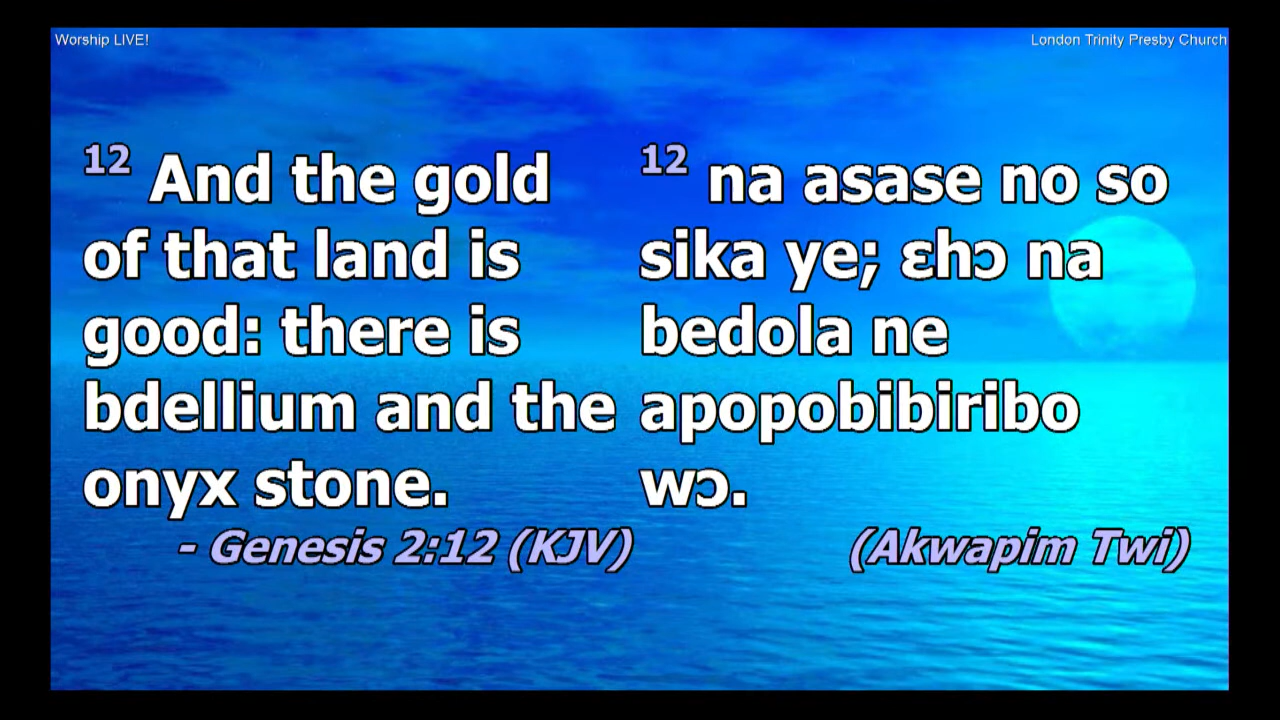 Worship LIVE!
London Trinity Presby Church
12 And the gold
of that land is
good: there is
bdellium and the
onyx stone.
- Genesis 2:12 (KJV)
12 na asase no so
sika ye; ɛhɔ na
bedola ne
apopobibiribo
wɔ.
(Akwapim Twi)